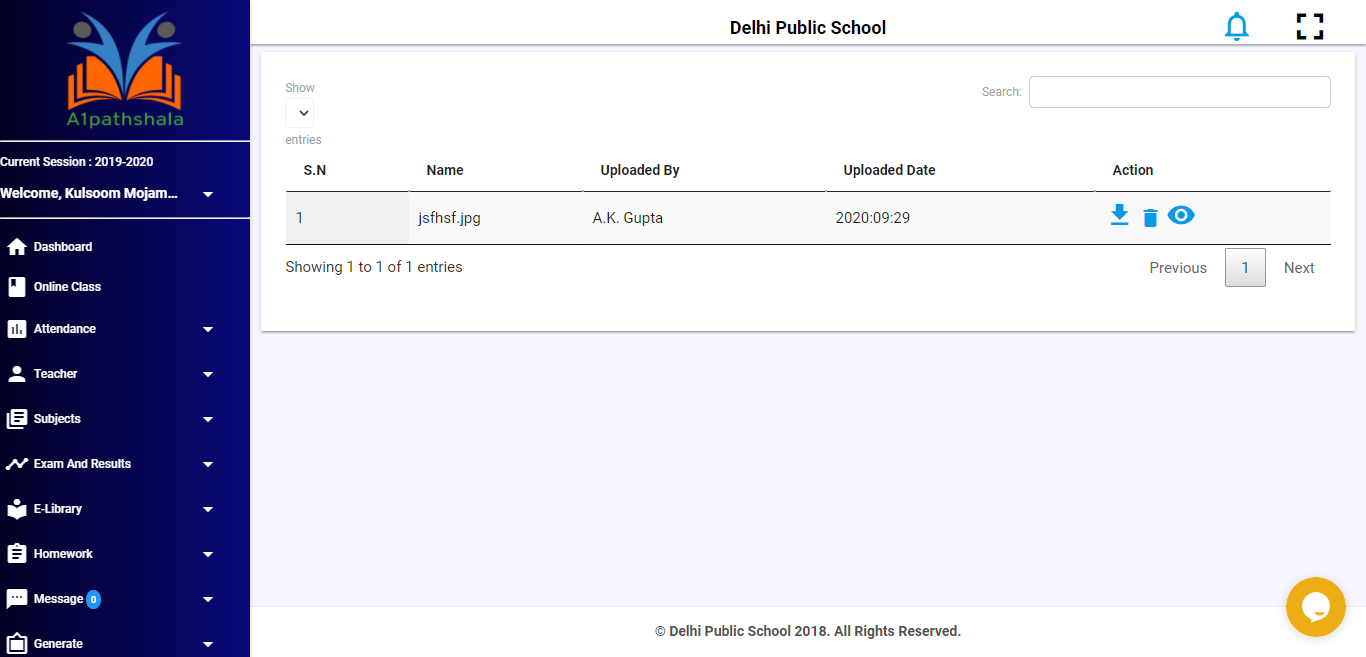 A1pathshala
Current Session : 2019-2020
Welcome, Kulsoom Mojam...
Dashboard
Online Class
Attendance
Teacher
Subjects
Exam And Results
E-Library
Homework
Message 0
Generate
Delhi Public School
Show
entries
Search:
S.N Name Uploaded By Uploaded Date Action
1 jsfhsf.jpg A.K. Gupta 2020:09:29
Showing 1 to 1 of 1 entries
Previous 1 Next
© Delhi Public School 2018. All Rights Reserved.